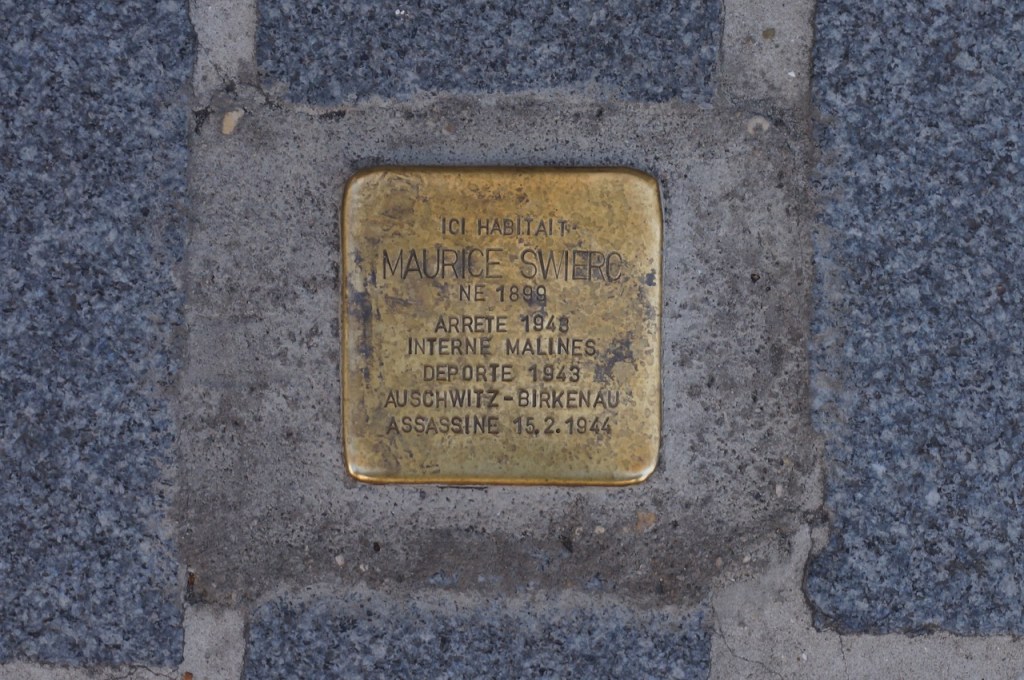 ICI HABITAIT
MAURICE SWIERC
NE 1899
ARRETE 1943
INTERNE MALINES
DEPORTE 1943
AUSCHWITZ-BIRKENAU
ASSASSINE 15.2.1944